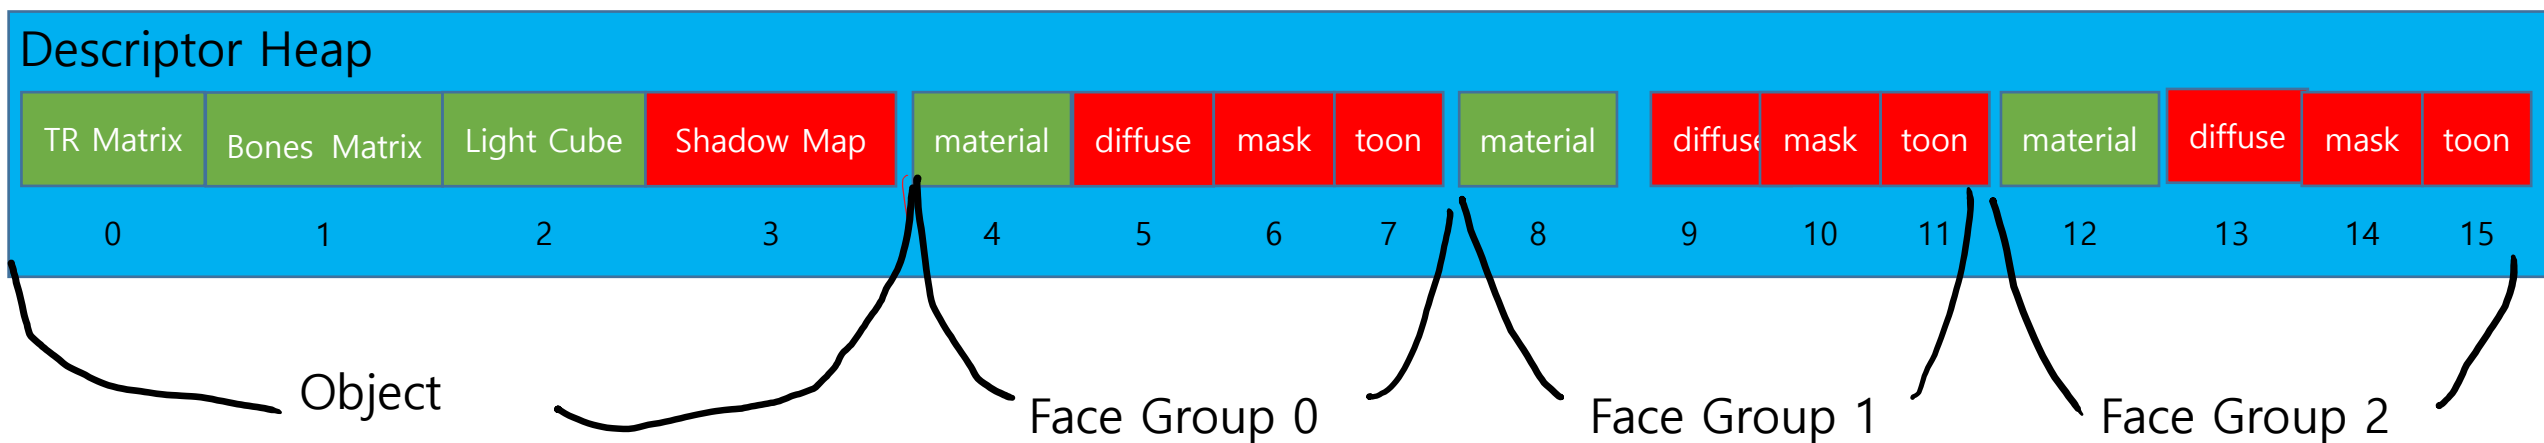 Descriptor Heap
TR Matrix Bones Matrix Light Cube Shadow Map material diffuse mask toon material diffuse mask toon material diffuse mask toon
0 1 2 3 4 5 6 7 8 9 10 11 12 13 14 15
Object Face Group 0 Face Group 1 Face Group 2